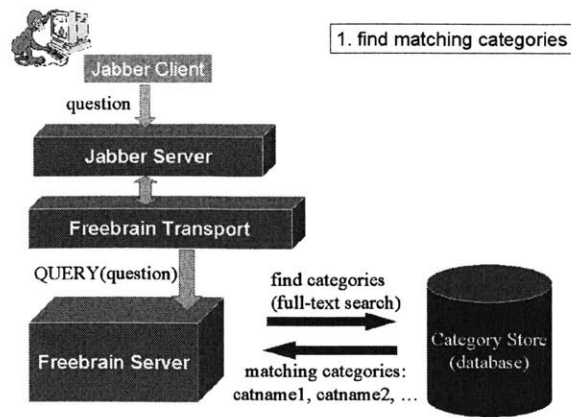 1. find matching categories
Jabber Client
question
Jabber Server
Freebrain Transport
QUERY(question)
find categories
(full-text search)
Freebrain Server
Category Store
(database)
matching categories:
catname1, catname2, ...